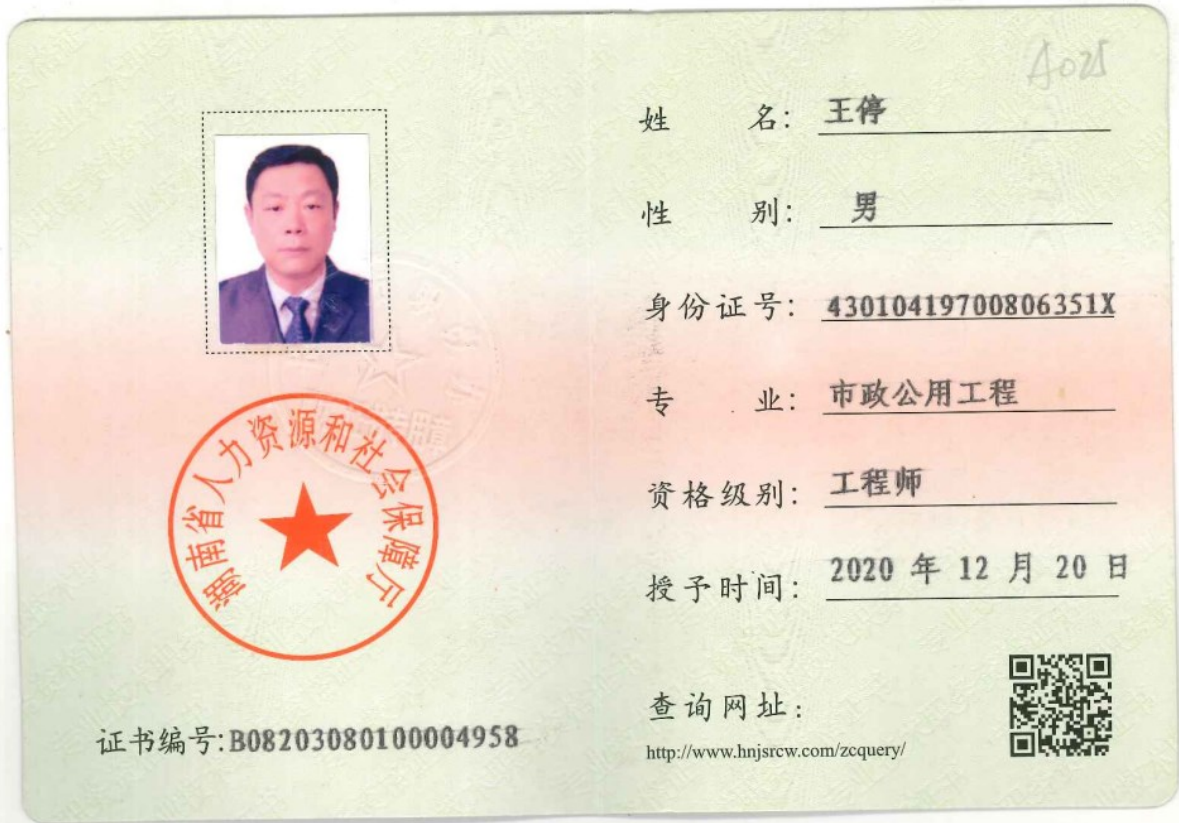 A025
姓 名: 王停
性 别: 男
身份证号: 43010419700806351X
专 业: 市政公用工程
资格级别: 工程师
授予时间: 2020 年 12 月 20 日
查询网址:
http://www.hnjsrcw.com/zcquery/
湖南省人力资源和社会保障厅
证书编号:B08203080100004958